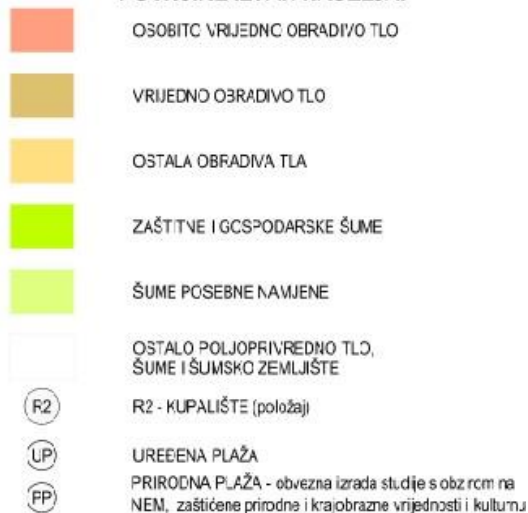 OSOBITO VRIJEDNO OBRADIVO TLO
VRIJEDNO OBRADIVO TLO
OSTALA OBRADIVA TLA
ZAŠTITNE I GOSPODARSKE ŠUME
ŠUME POSEBNE NAMJENE
OSTALO POLJOPRIVREDNO TLO,
ŠUME I ŠUMSKO ZEMLJIŠTE
R2 R2 - KUPALIŠTE (položaj)
UP UREĐENA PLAŽA
PRIRODNA PLAŽA - obvezna izrada studije s obzirom na
PP NEM, zaštićene prirodne i krajobrazne vrijednosti i kulturnu